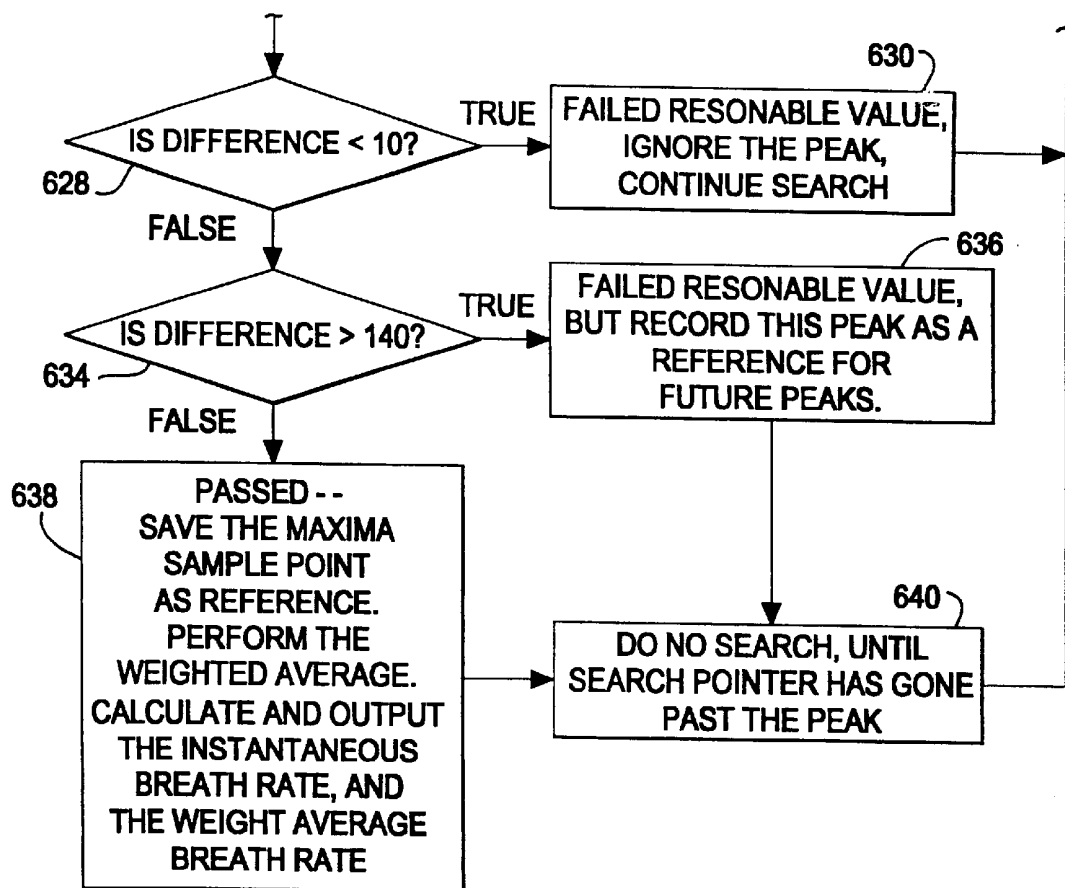 630
IS DIFFERENCE < 10?
TRUE
FAILED RESONABLE VALUE,
IGNORE THE PEAK,
CONTINUE SEARCH
628
FALSE
636
IS DIFFERENCE > 140?
TRUE
FAILED RESONABLE VALUE,
BUT RECORD THIS PEAK AS A
REFERENCE FOR
FUTURE PEAKS.
634
FALSE
638
PASSED - -
SAVE THE MAXIMA
SAMPLE POINT
AS REFERENCE.
PERFORM THE
WEIGHTED AVERAGE.
CALCULATE AND OUTPUT
THE INSTANTANEOUS
BREATH RATE, AND
THE WEIGHT AVERAGE
BREATH RATE
640
DO NO SEARCH, UNTIL
SEARCH POINTER HAS GONE
PAST THE PEAK